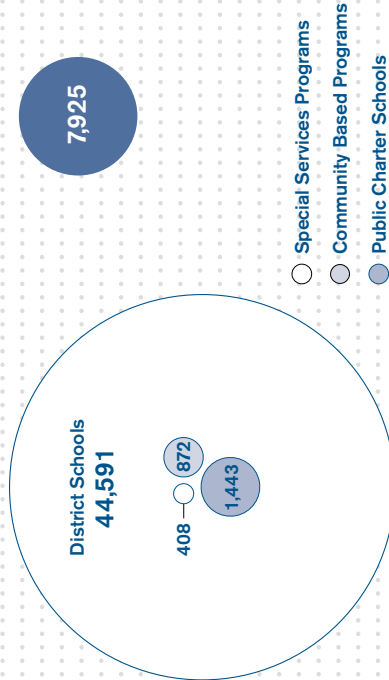 District Schools
44,591
408
872
1,443
7,925
Special Services Programs
Community Based Programs
Public Charter Schools